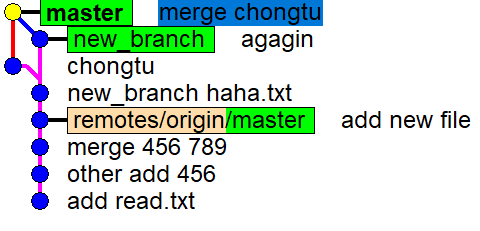 master merge chongtu
new_branch agagin
chongtu
new_branch haha.txt
remotes/origin/master add new file
merge 456 789
other add 456
add read.txt